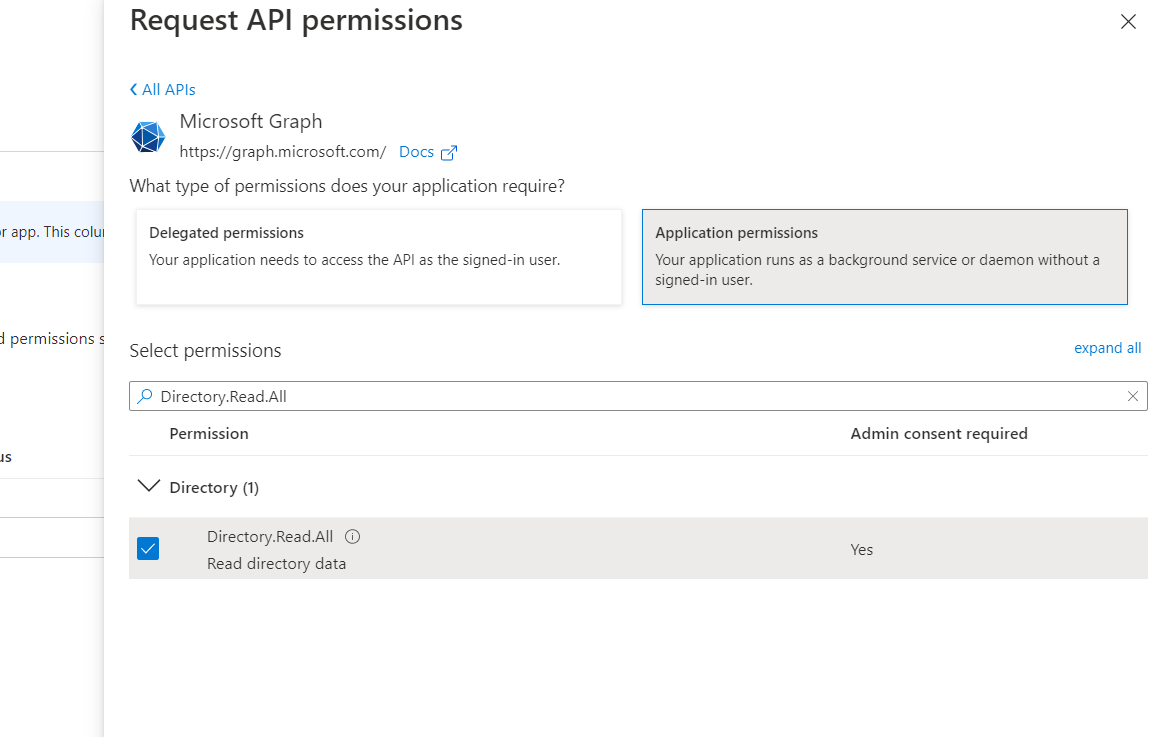 Request API permissions
All APIs
Microsoft Graph
https://graph.microsoft.com/ Docs
What type of permissions does your application require?
Delegated permissions
Your application needs to access the API as the signed-in user.
Application permissions
Your application runs as a background service or daemon without a
signed-in user.
r app. This colu
d permissions s
Select permissions
expand all
Directory.Read.All
Permission Admin consent required
us
Directory (1)
Directory.Read.All
Read directory data
Yes